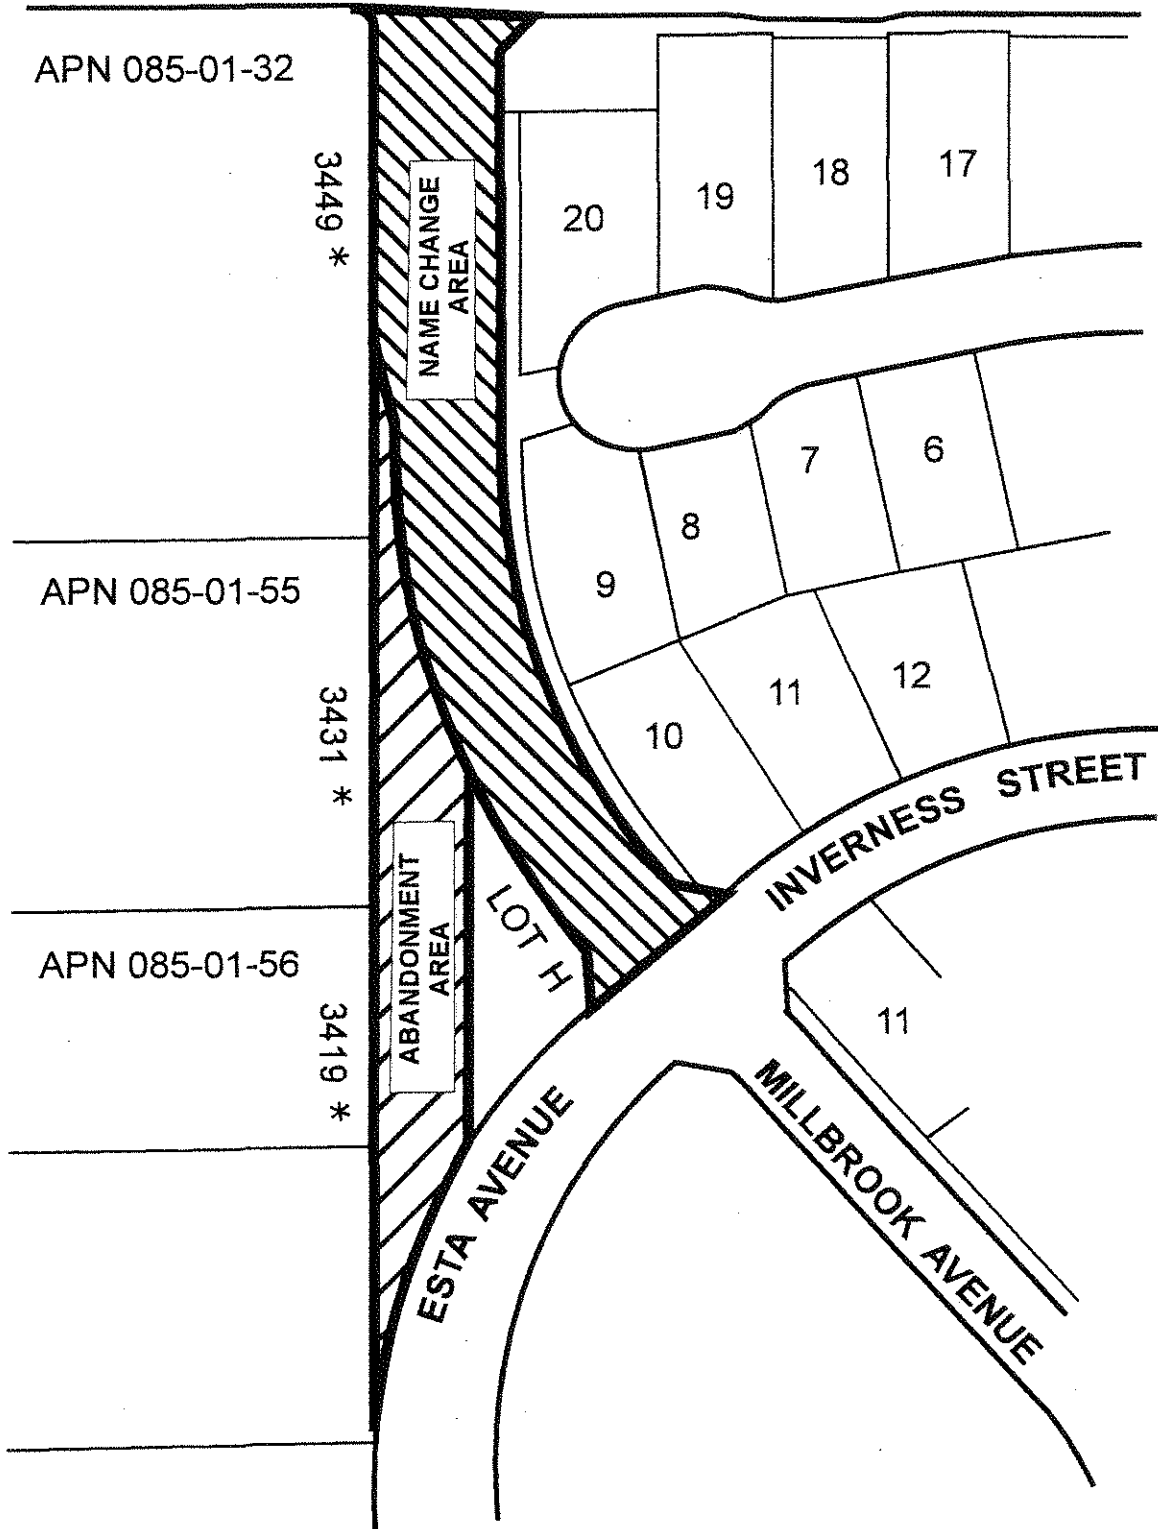 APN 085-01-32
3449 *
NAME CHANGE
AREA
20
19
18
17
9
8
7
6
APN 085-01-55
3431 *
10
11
12
INVERNESS STREET
ABANDONMENT
AREA
LOT H
APN 085-01-56
3419 *
11
ESTA AVENUE
MILLBROOK AVENUE